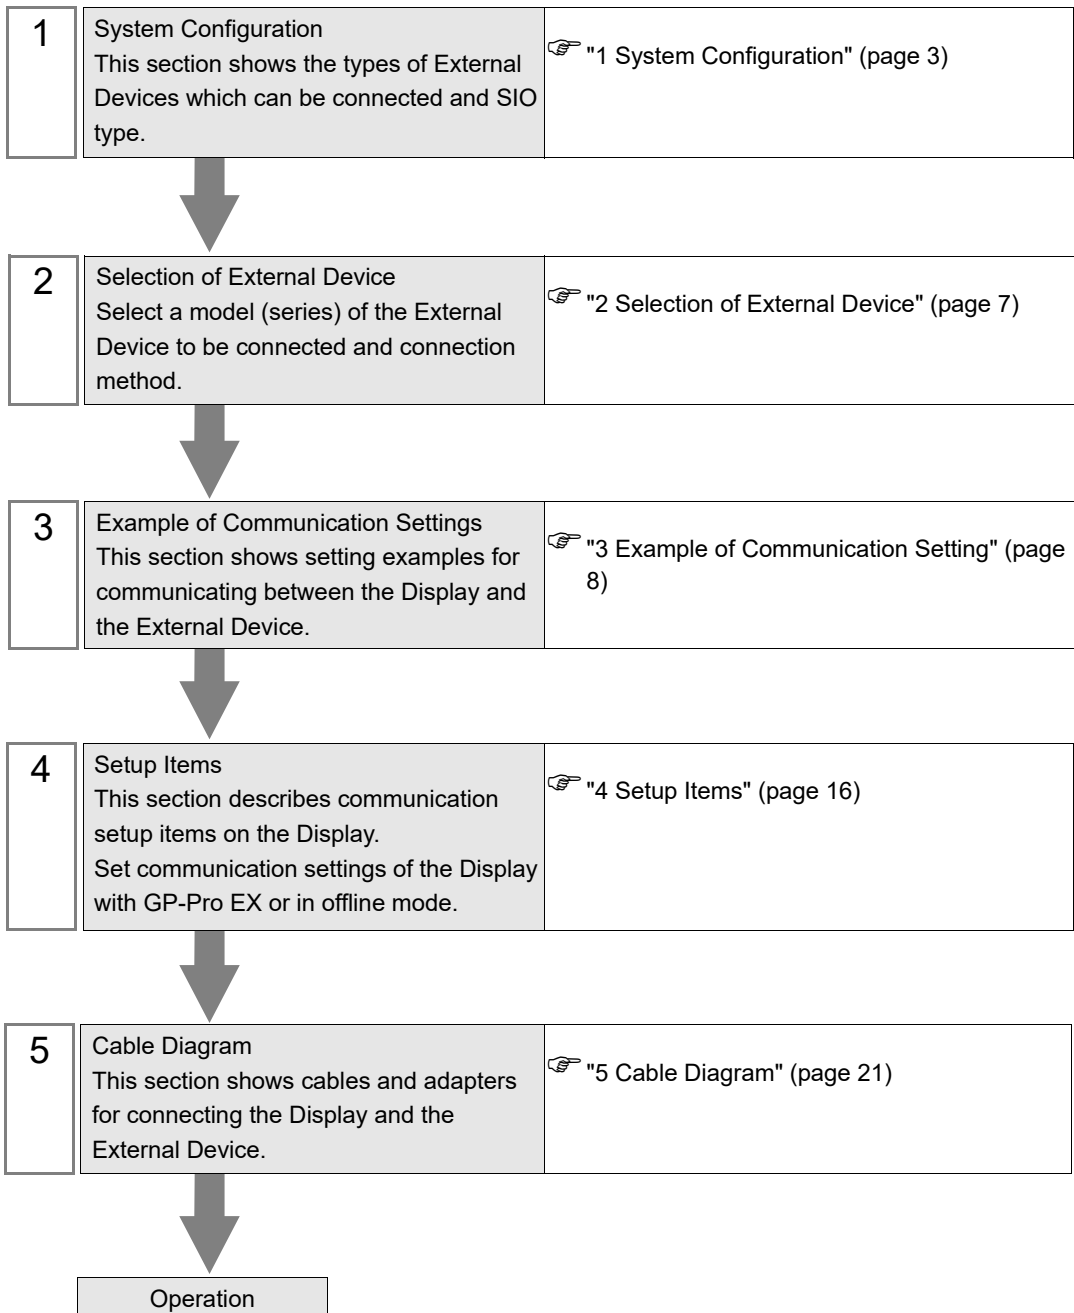 1
System Configuration
This section shows the types of External
Devices which can be connected and SIO
type.
"1 System Configuration" (page 3)
2
Selection of External Device
Select a model (series) of the External
Device to be connected and connection
method.
"2 Selection of External Device" (page 7)
3
Example of Communication Settings
This section shows setting examples for
communicating between the Display and
the External Device.
"3 Example of Communication Setting" (page
8)
4
Setup Items
This section describes communication
setup items on the Display.
Set communication settings of the Display
with GP-Pro EX or in offline mode.
"4 Setup Items" (page 16)
5
Cable Diagram
This section shows cables and adapters
for connecting the Display and the
External Device.
"5 Cable Diagram" (page 21)
Operation